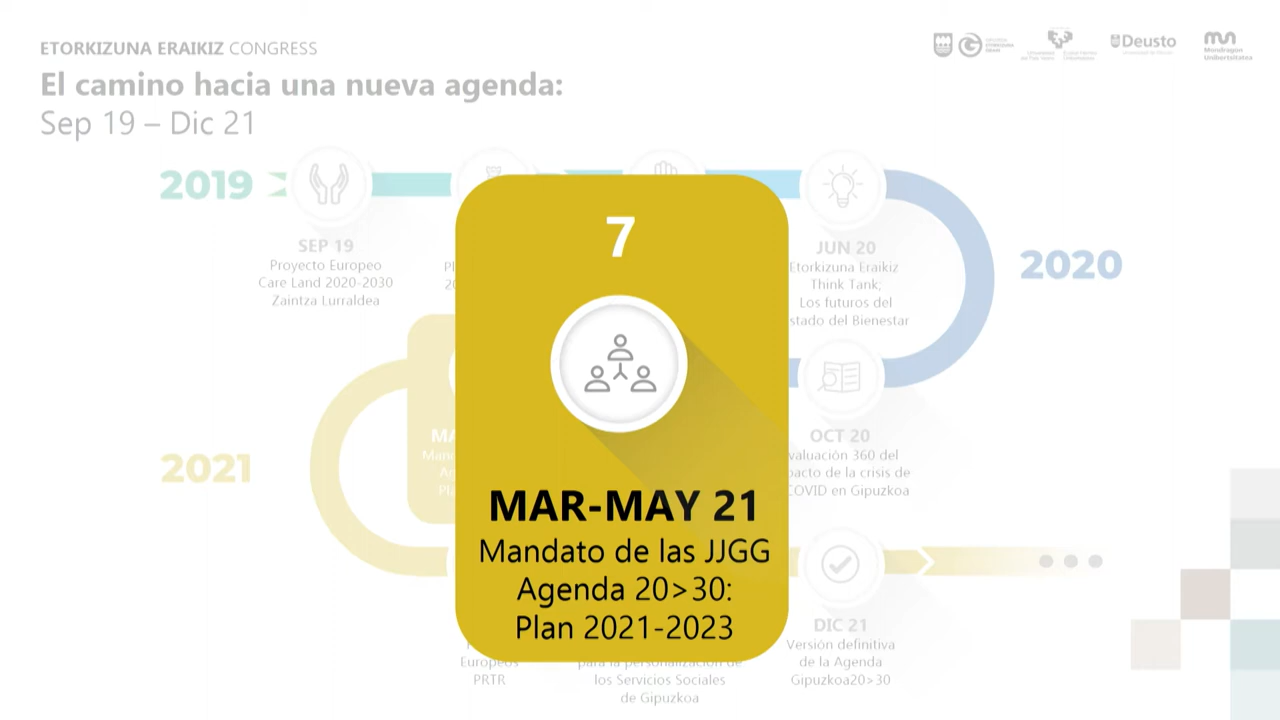 ETORKIZUNA ERAIKIZ CONGRESS
El camino hacia una nueva agenda:
Sep 19 – Dic 21
Deusto
Mondragon
Unibertsitatea
2019
SEP 19
Proyecto Europeo
Care Land 2020-2030
Zaintza Lurraldea
JUN 20
Etorkizuna Eraikiz
Think Tank;
Los futuros del
stado del Bienestar
2020
7
MAR-MAY 21
Mandato de las JJGG
Agenda 20>30:
Plan 2021-2023
OCT 20
valuación 360 del
pacto de la crisis de
COVID en Gipuzkoa
2021
Europeos
PRTR
para la personalización de
los Servicios Sociales
de Gipuzkoa
DIC 21
Versión definitiva
de la Agenda
Gipuzkoa20>30